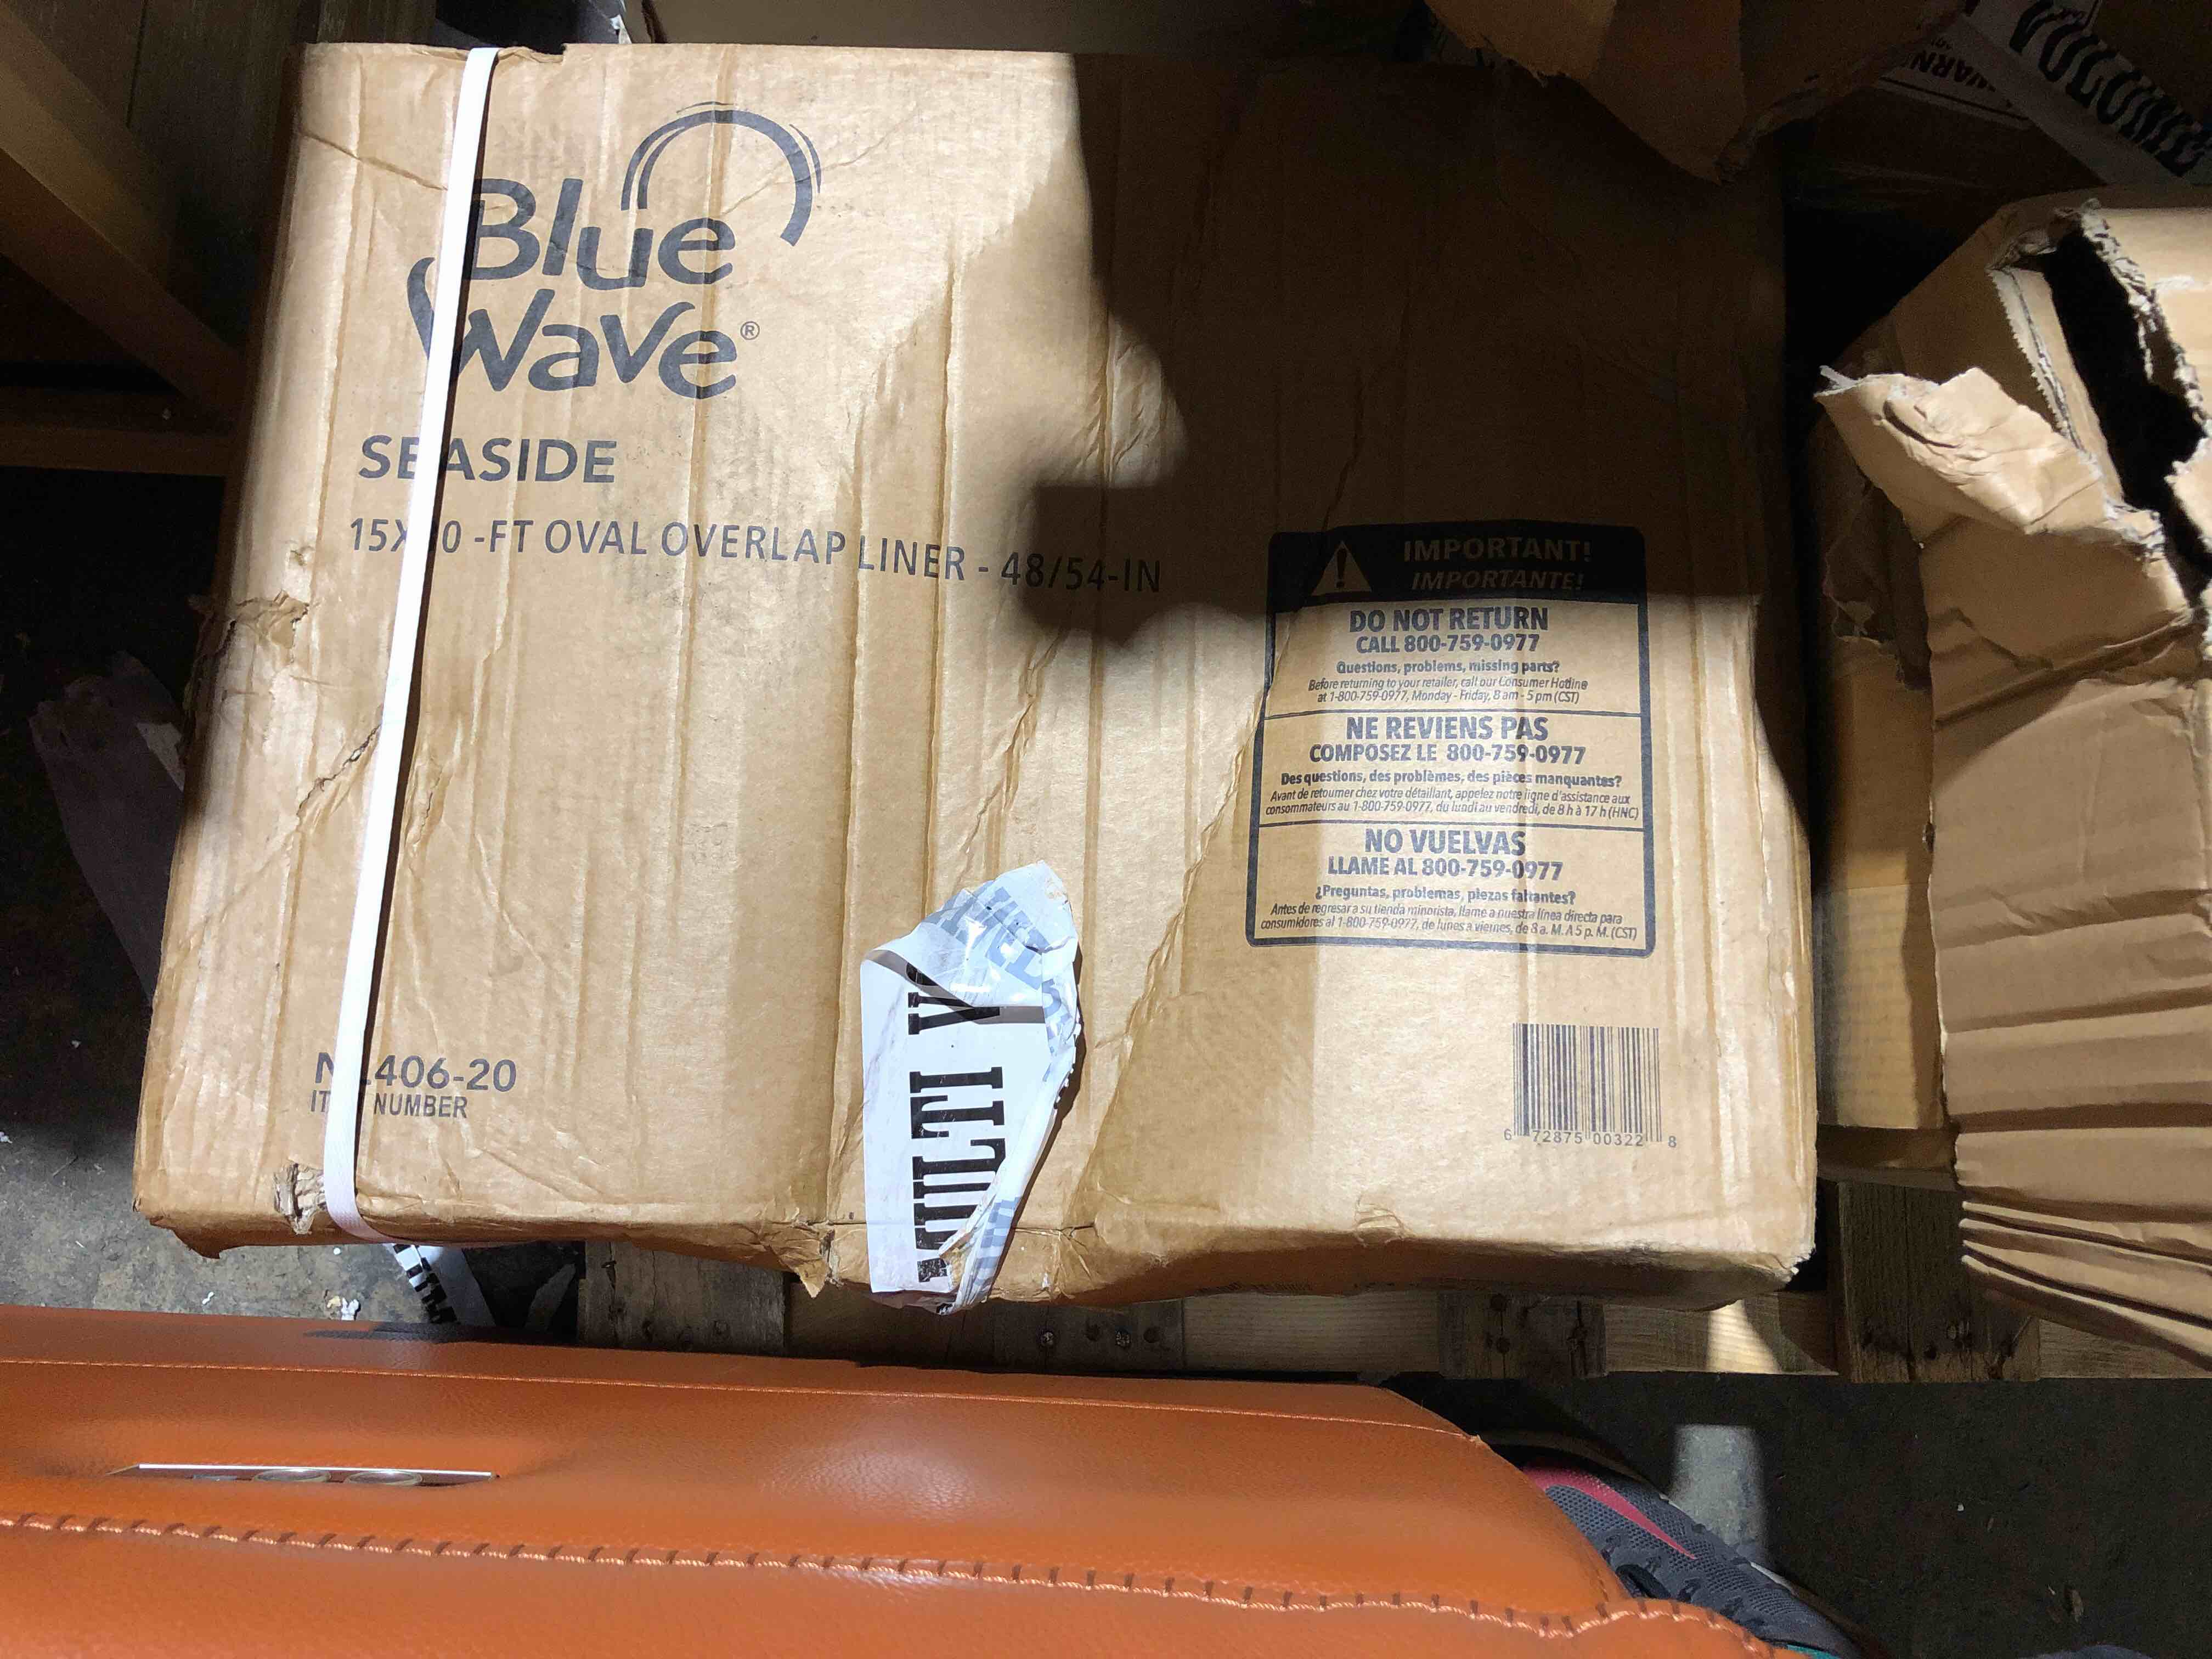 Blue
Wave®
SEASIDE
15X 0 -FT OVAL OVERLAP LINER - 48/54-IN
IMPORTANT!
IMPORTANTE!
DO NOT RETURN
CALL 800-759-0977
Questions, problems, missing parts?
Before returning to your retailer, call our Consumer Hotline
at 1-800-759-0977, Monday - Friday, 8 am - 5 pm (CST)
NE REVIENS PAS
COMPOSEZ LE 800-759-0977
Des questions, des problèmes, des pièces manquantes?
Avant de retourner chez votre détaillant, appelez notre ligne d'assistance aux
consommateurs au 1-800-759-0977, du lundi au vendredi, de 8 h à 17 h (HNC)
NO VUELVAS
LLAME AL 800-759-0977
¿Preguntas, problemas, piezas faltantes?
Antes de regresar a su tienda minorista, llame a nuestra línea directa para
consumidores al 1-800-759-0977, de lunes a viernes, de 8 a. M. A 5 p. M. (CST)
N 406-20
IT NUMBER
MULTI
6 72875 00322 8
WARN